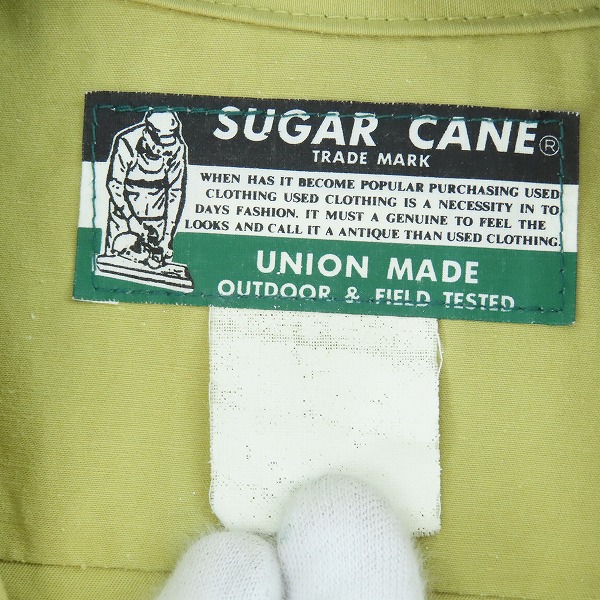 SUGAR CANE®
TRADE MARK
WHEN HAS IT BECOME POPULAR PURCHASING USED
CLOTHING USED CLOTHING IS A NECESSITY IN TO
DAYS FASHION. IT MUST A GENUINE TO FEEL THE
LOOKS AND CALL IT A ANTIQUE THAN USED CLOTHING.
UNION MADE
OUTDOOR & FIELD TESTED